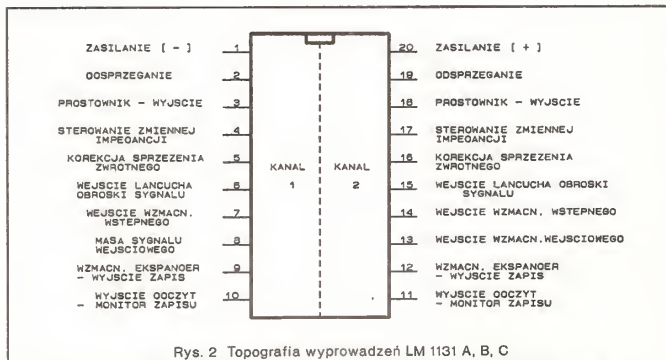 ZASILANIE [ - ] 1
ODSPRZEGANIE 2
PROSTOWNIK - WYJSCIE 3
STEROWANIE ZMIENNEJ
IMPEDANCJI 4
KOREKCJA SPRZEZENIA
ZWROTNEGO 5
WEJSCIE LANCUCHA
OBROSKI SYGNALU 6
WEJSCIE WZMACN.
WSTEPNEGO 7
MASA SYGNALU
WEJSCIOWEGO 8
WZMACN. EKSPANDER
- WYJSCIE ZAPIS 9
WYJSCIE ODCZYT
- MONITOR ZAPISU 10
KANAL
1
KANAL
2
20 ZASILANIE [ + ]
19 ODSPRZEGANIE
18 PROSTOWNIK - WYJSCIE
17 STEROWANIE ZMIENNEJ
IMPEDANCJI
16 KOREKCJA SPRZEZENIA
ZWROTNEGO
15 WEJSCIE LANCUCHA OBROSKI
SYGNALU
14 WEJSCIE WZMACN. WSTEPNEGO
13 WEJSCIE WZMACN.WEJSCIOWEGO
12 WZMACN. EKSPANDER
- WYJSCIE ZAPIS
11 WYJSCIE ODCZYT
- MONITOR ZAPISU
Rys. 2 Topografia wyprowadzeń LM 1131 A, B, C